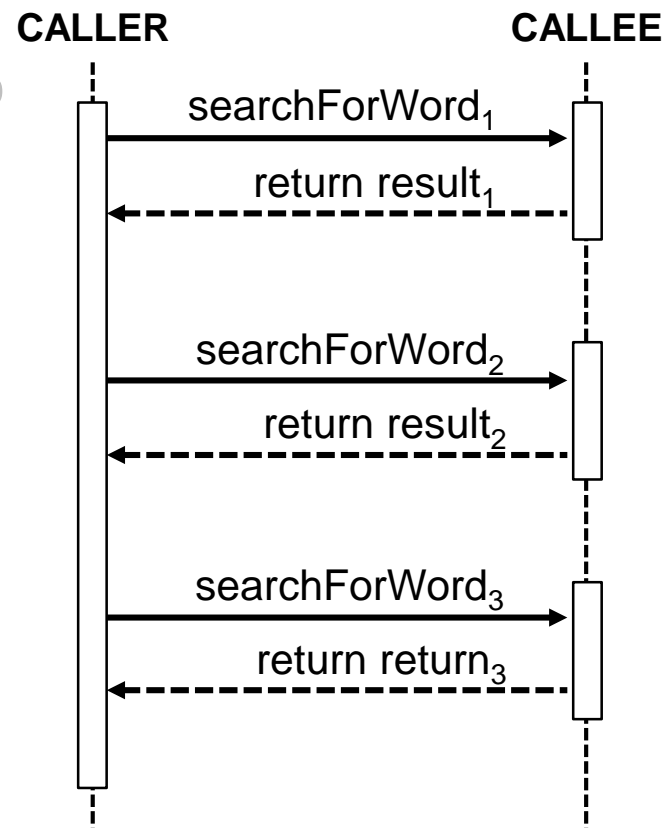 CALLER CALLEE
searchForWord₁
return result₁
searchForWord₂
return result₂
searchForWord₃
return return₃